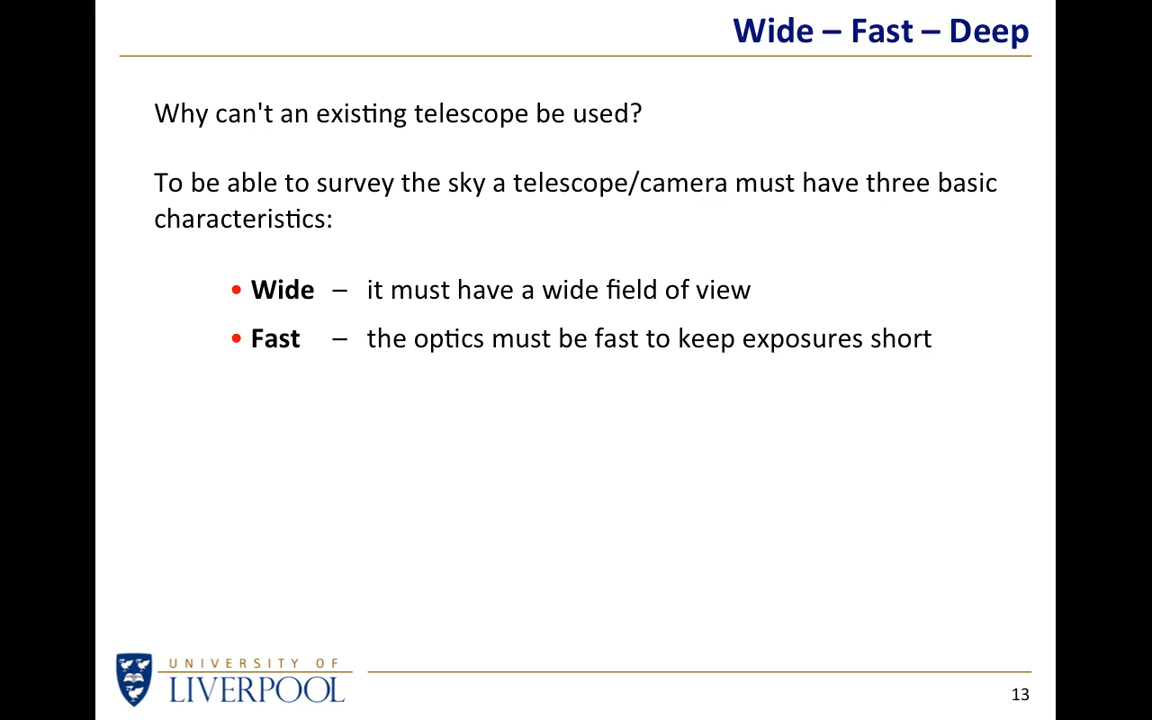 Wide – Fast – Deep
Why can't an existing telescope be used?
To be able to survey the sky a telescope/camera must have three basic
characteristics:
• Wide – it must have a wide field of view
• Fast – the optics must be fast to keep exposures short
UNIVERSITY OF
LIVERPOOL
13